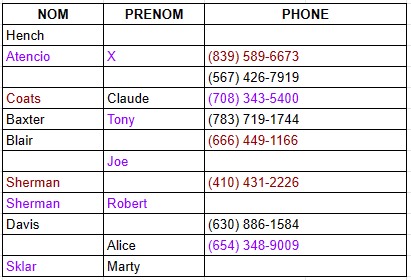 NOM PRENOM PHONE
Hench
Atencio X (839) 589-6673
(567) 426-7919
Coats Claude (708) 343-5400
Baxter Tony (783) 719-1744
Blair (666) 449-1166
Joe
Sherman (410) 431-2226
Sherman Robert
Davis (630) 886-1584
Alice (654) 348-9009
Sklar Marty